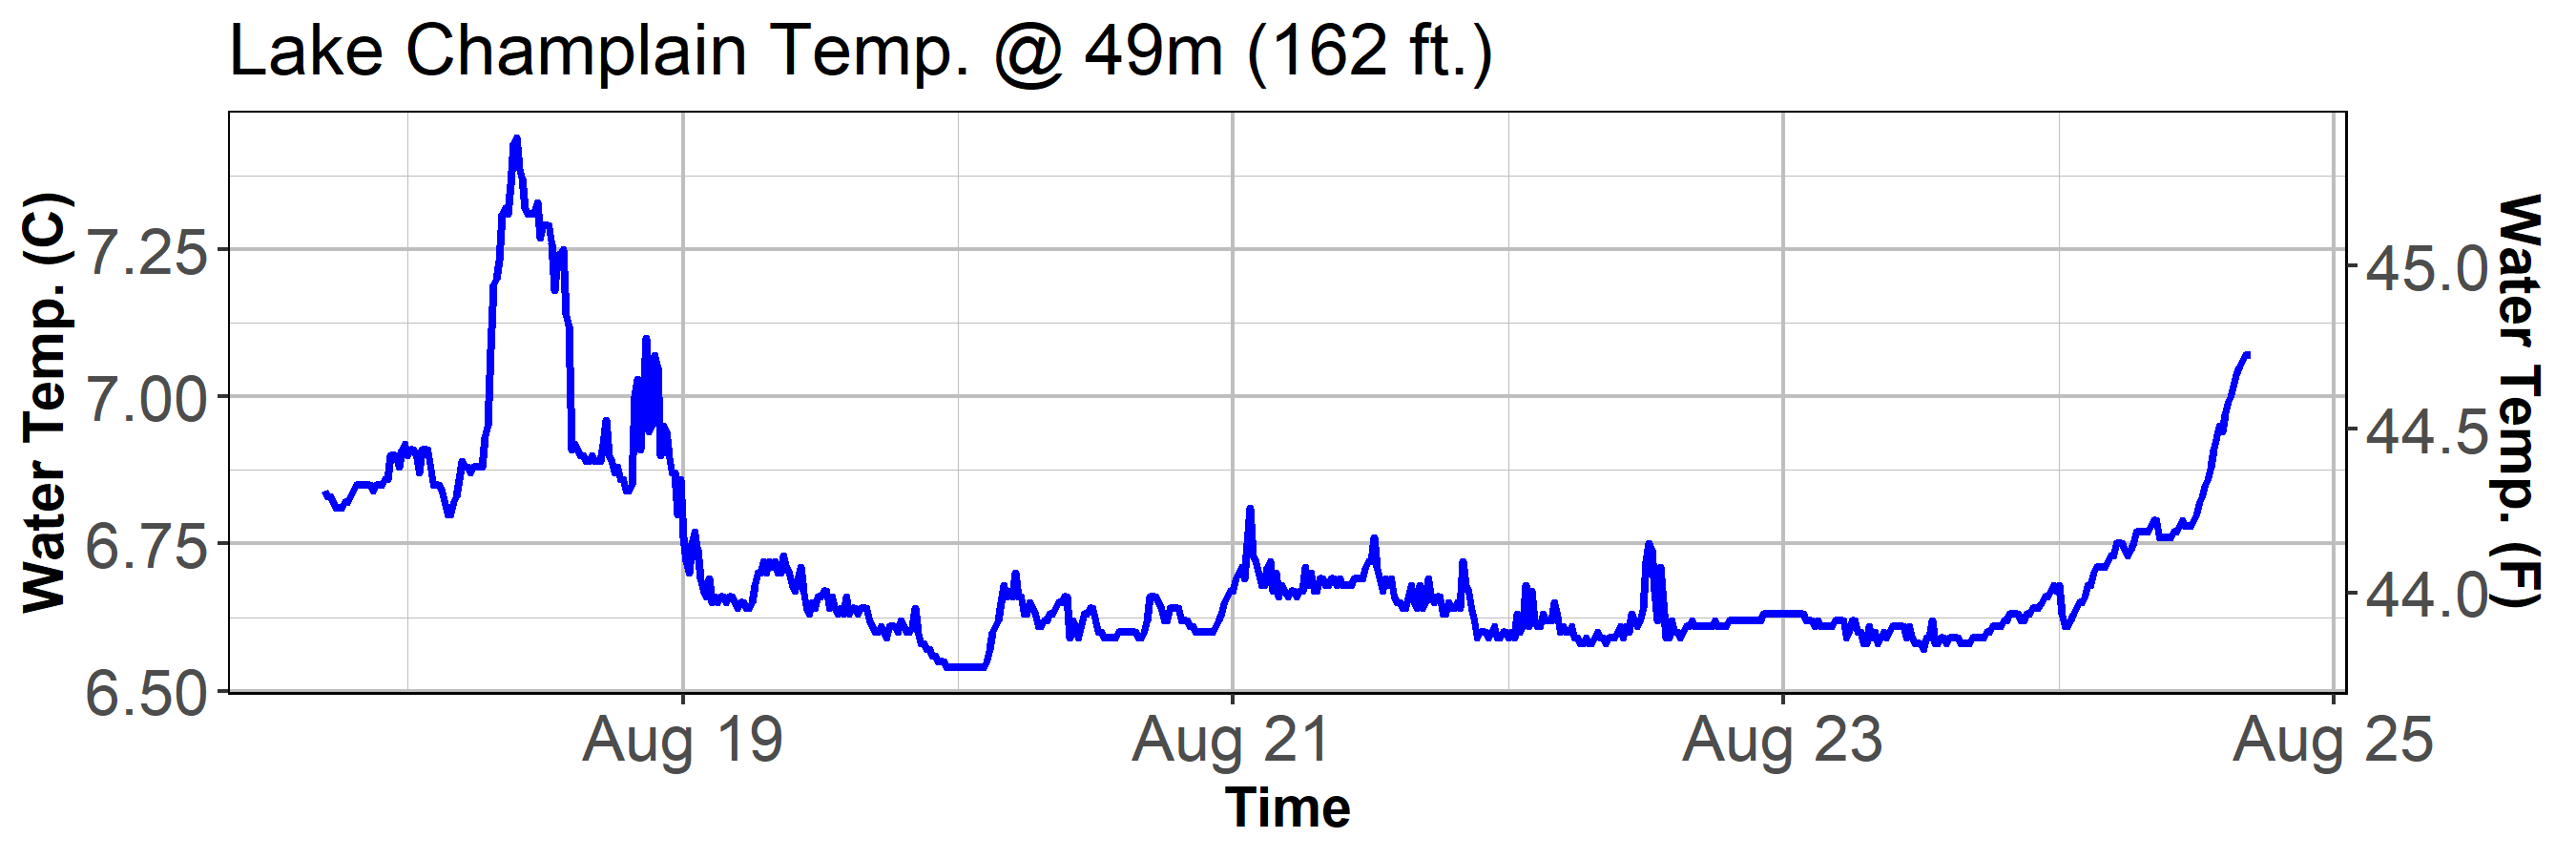 Lake Champlain Temp. @ 49m (162 ft.)
Water Temp. (C)
7.25
7.00
6.75
6.50
45.0
44.5
44.0
Water Temp. (F)
Aug 19 Aug 21 Aug 23 Aug 25
Time